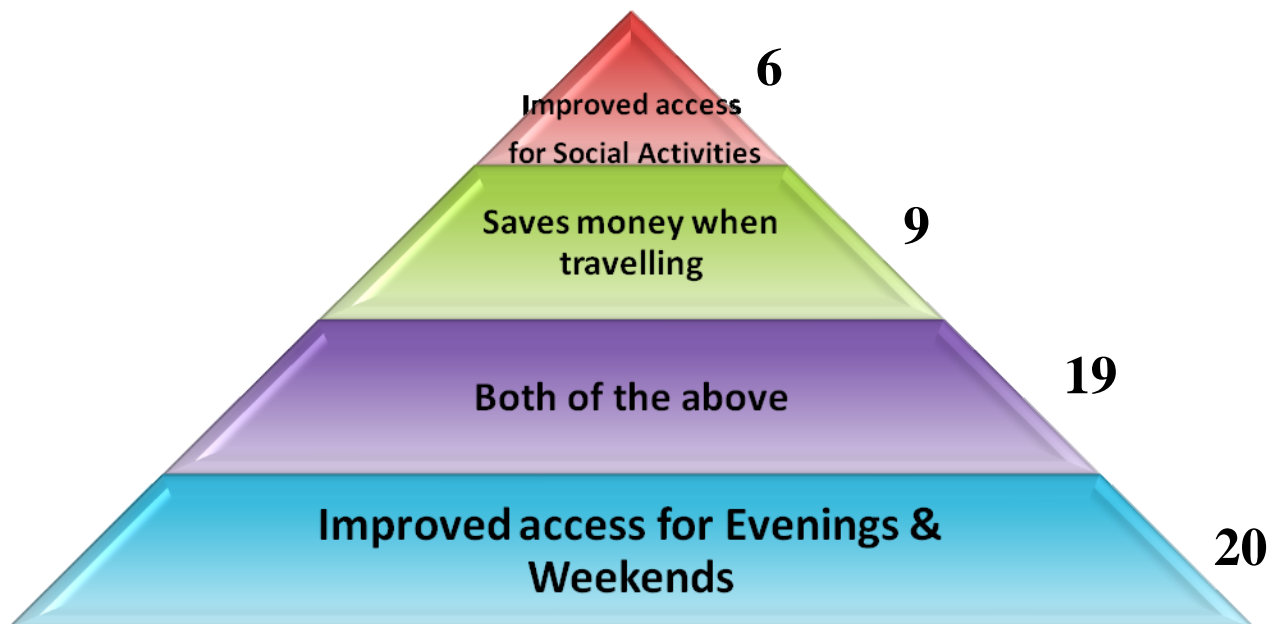 6
Improved access
for Social Activities
Saves money when
travelling
9
Both of the above
19
Improved access for Evenings &
Weekends
20